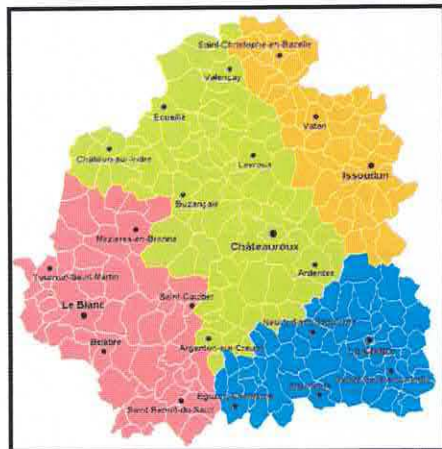 Saint-Christophe-en-Bazelle
Valençay
Ecueillé
Vatan
Châtillon-sur-Indre
Levroux
Issoudun
Buzançais
Mézières-en-Brenne
Châteauroux
Ardentes
Tournon-Saint-Martin
Saint-Gaultier
Le Blanc
Argenton-sur-Creuse
Bélâbre
Saint-Benoît-du-Sault